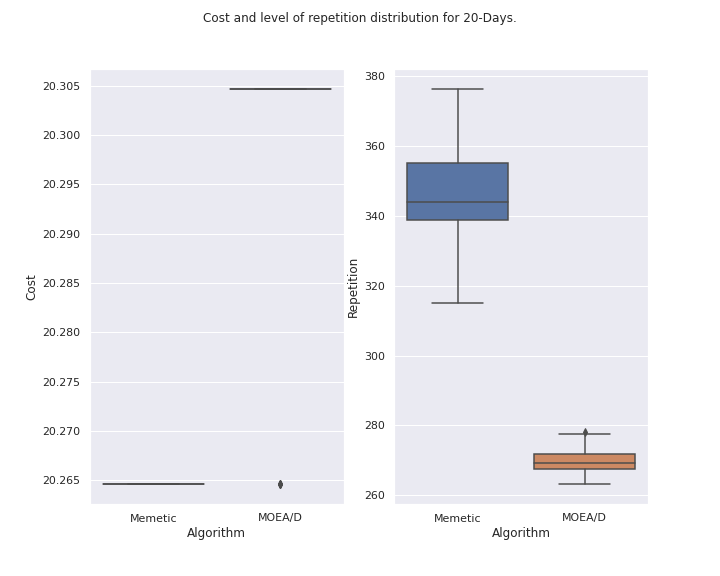 Cost and level of repetition distribution for 20-Days.
20.305
20.300
20.295
20.290
20.285
20.280
20.275
20.270
20.265
Cost
Memetic MOEA/D
Algorithm
380
360
340
320
300
280
260
Repetition
Memetic MOEA/D
Algorithm